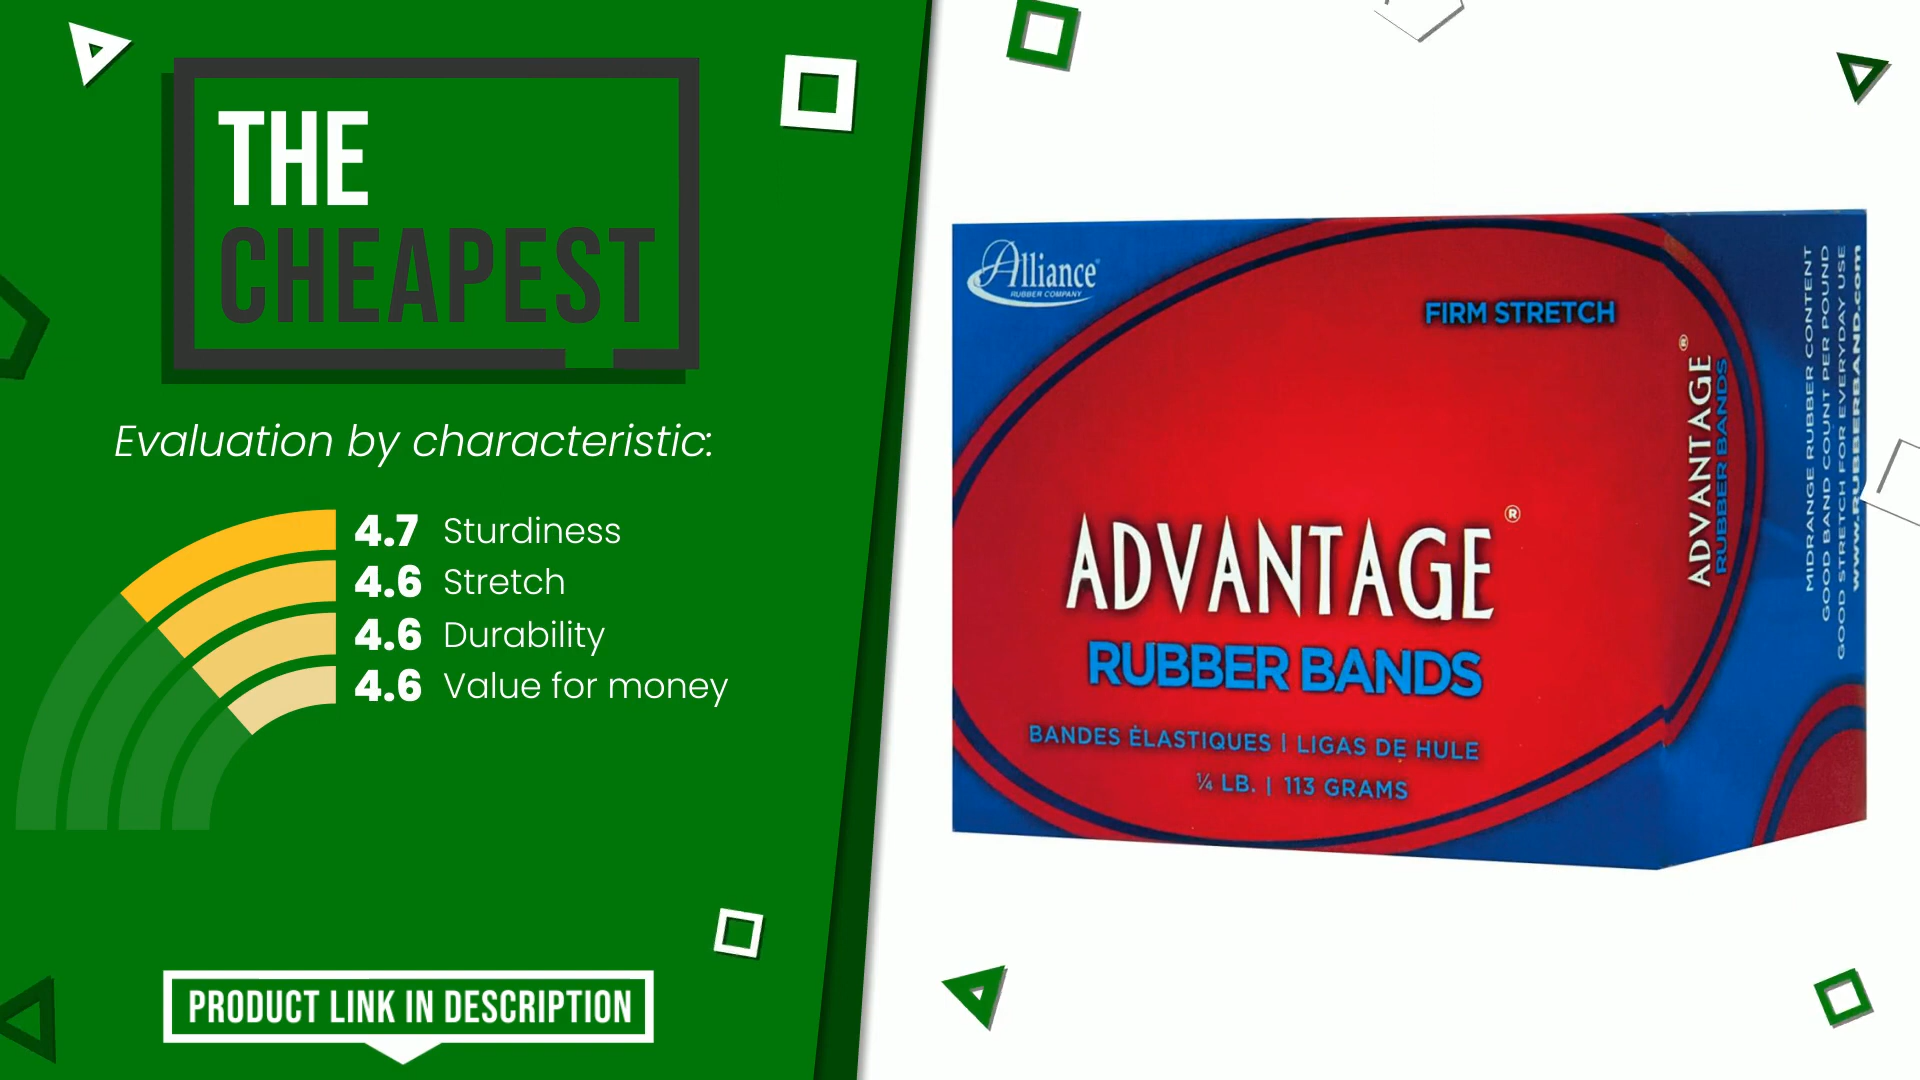 THE
CHEAPEST
Evaluation by characteristic:
4.7 Sturdiness
4.6 Stretch
4.6 Durability
4.6 Value for money
PRODUCT LINK IN DESCRIPTION
Alliance®
RUBBER COMPANY
FIRM STRETCH
ADVANTAGE®
RUBBER BANDS
BANDES ÉLASTIQUES | LIGAS DE HULE
¼ LB. | 113 GRAMS
ADVANTAGE®
RUBBER BANDS
MIDRANGE RUBBER CONTENT
GOOD BAND COUNT PER POUND
GOOD STRETCH FOR EVERYDAY USE
www.RUBBERBAND.com